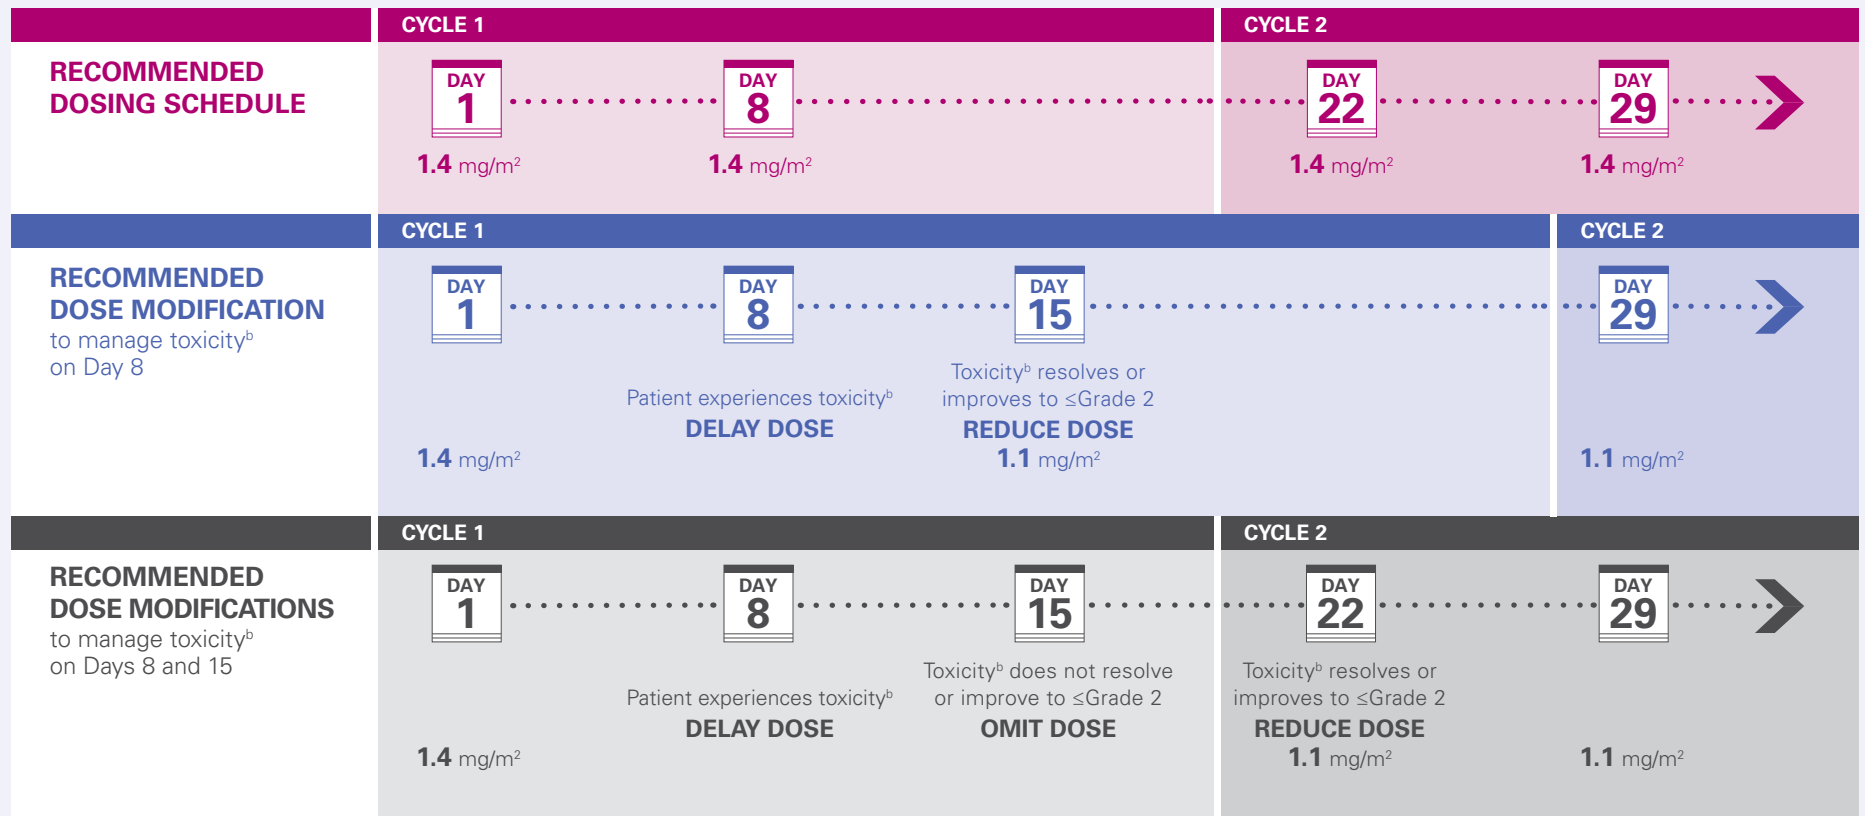 CYCLE 1
CYCLE 2
RECOMMENDED
DOSING SCHEDULE
DAY
1
DAY
8
DAY
22
DAY
29
1.4 mg/m²
1.4 mg/m²
1.4 mg/m²
1.4 mg/m²
CYCLE 1
CYCLE 2
RECOMMENDED
DOSE MODIFICATION
to manage toxicityᵇ
on Day 8
DAY
1
DAY
8
DAY
15
DAY
29
Patient experiences toxicityᵇ
DELAY DOSE
Toxicityᵇ resolves or
improves to ≤Grade 2
REDUCE DOSE
1.4 mg/m²
1.1 mg/m²
1.1 mg/m²
CYCLE 1
CYCLE 2
RECOMMENDED
DOSE MODIFICATIONS
to manage toxicityᵇ
on Days 8 and 15
DAY
1
DAY
8
DAY
15
DAY
22
DAY
29
Patient experiences toxicityᵇ
DELAY DOSE
Toxicityᵇ does not resolve
or improve to ≤Grade 2
OMIT DOSE
Toxicityᵇ resolves or
improves to ≤Grade 2
REDUCE DOSE
1.4 mg/m²
1.1 mg/m²
1.1 mg/m²